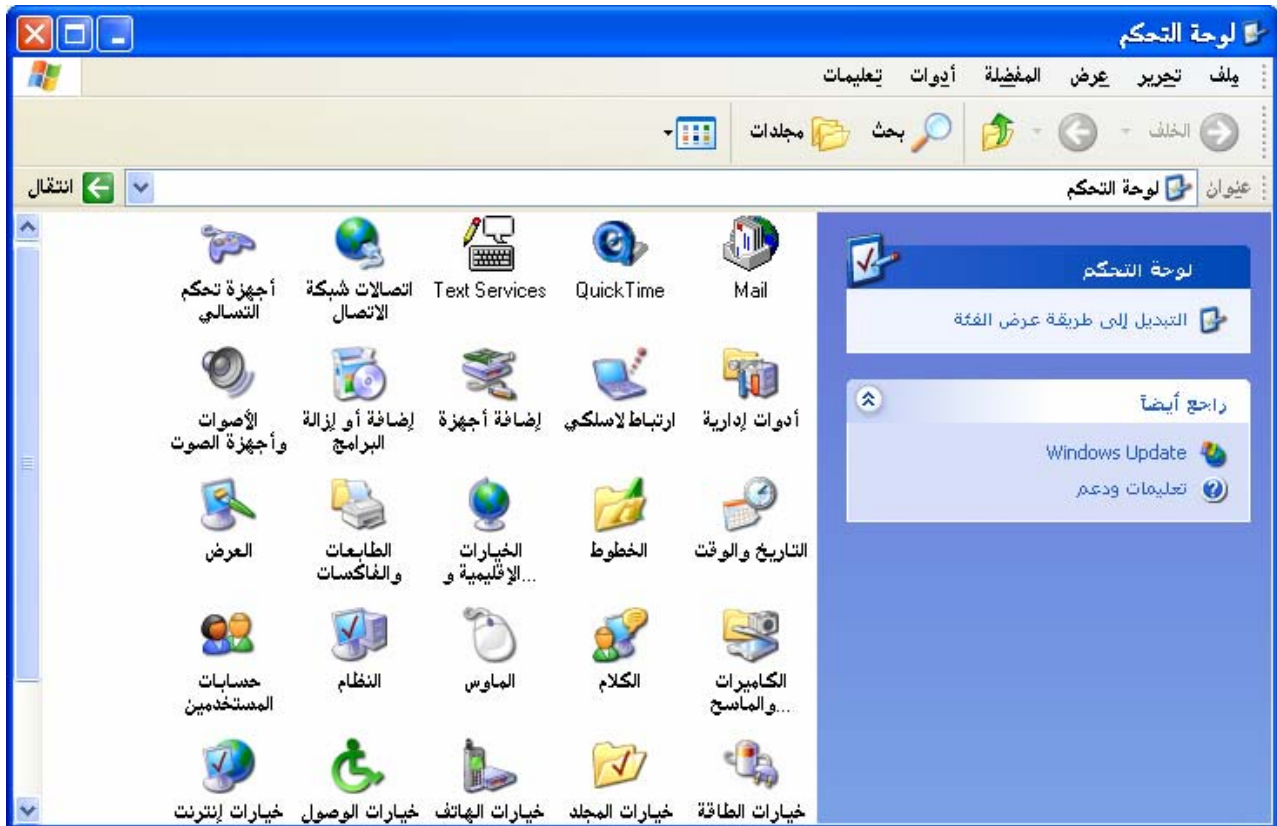 لوحة التحكم
ملف تحرير عرض المفضلة أدوات تعليمات
الخلف بحث مجلدات
عنوان لوحة التحكم انتقال
لوحة التحكم
التبديل إلى طريقة عرض الفئة
راجع أيضاً
Windows Update
تعليمات ودعم
Mail
QuickTime
Text Services
اتصالات شبكة
الاتصال
أجهزة تحكم
التسالي
أدوات إدارية
ارتباط لاسلكي
إضافة أجهزة
إضافة أو إزالة
البرامج
الأصوات
وأجهزة الصوت
التاريخ والوقت
الخطوط
الخيارات
الإقليمية و...
الطابعات
والفاكسات
العرض
الكاميرات
والماسح...
الكلام
الماوس
النظام
حسابات
المستخدمين
خيارات الطاقة
خيارات المجلد
خيارات الهاتف
خيارات الوصول
خيارات إنترنت